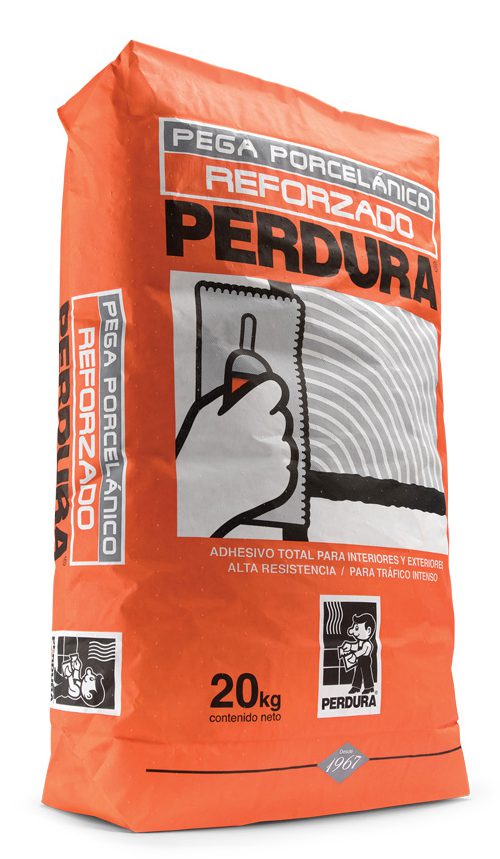 PEGA PORCELÁNICO
REFORZADO
PERDURA®
ADHESIVO TOTAL PARA INTERIORES Y EXTERIORES
ALTA RESISTENCIA / PARA TRÁFICO INTENSO
20kg
contenido neto
PERDURA®
Desde
1967
PEGA PORCELÁNICO
REFORZADO
PERDURA®
PERDURA